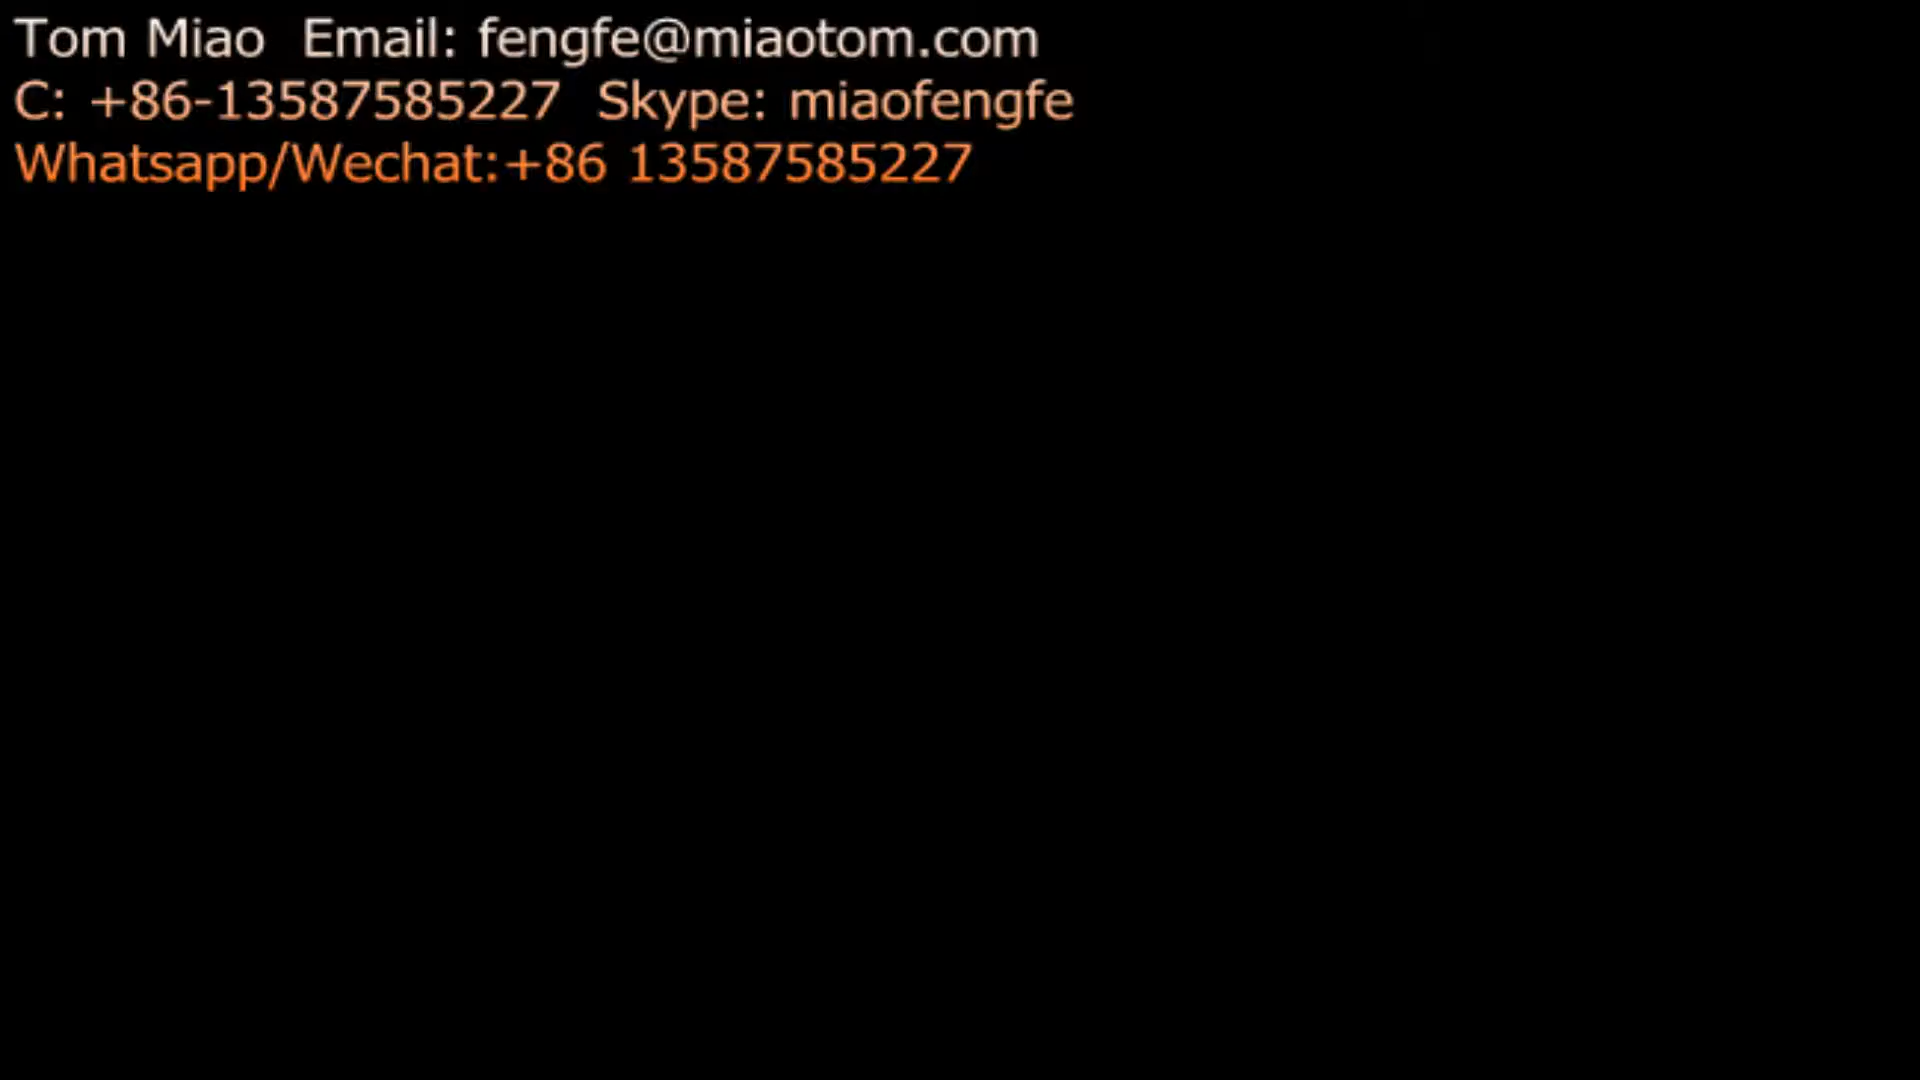 Tom Miao  Email: fengfe@miaotom.com
C: +86-13587585227  Skype: miaofengfe
Whatsapp/Wechat:+86 13587585227